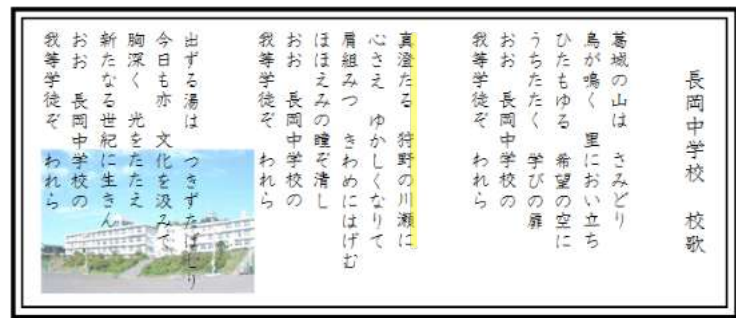 長岡中学校　校歌
葛城の山は　さみどり
鳥が鳴く　里におい立ち
ひたもゆる　希望の空に
うちたたく　学びの扉
おお　長岡中学校の
我等学徒ぞ　われら
真澄たる　狩野の川瀬に
心さえ　ゆかしくなりて
肩組みつ　きわめにはげむ
ほほえみの瞳ぞ清し
おお　長岡中学校の
我等学徒ぞ　われら
出ずる湯は　つきずたばしり
今日も亦　文化を汲みて
胸深く　光をたたえ
新たなる世紀に生きん
おお　長岡中学校の
我等学徒ぞ　われら